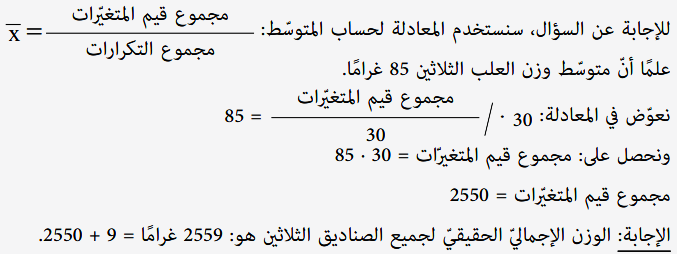 للإجابة عن السؤال، سنستخدم المعادلة لحساب المتوسّط: x̄ = مجموع قيم المتغيّرات / مجموع التكرارات
علمًا أنّ متوسّط وزن العلب الثلاثين 85 غرامًا.
نعوّض في المعادلة: 30 · / مجموع قيم المتغيّرات / 30 = 85
ونحصل على: مجموع قيم المتغيّرات = 30 · 85
مجموع قيم المتغيّرات = 2550
الإجابة: الوزن الإجماليّ الحقيقيّ لجميع الصناديق الثلاثين هو: 2559 غرامًا = 9 + 2550.